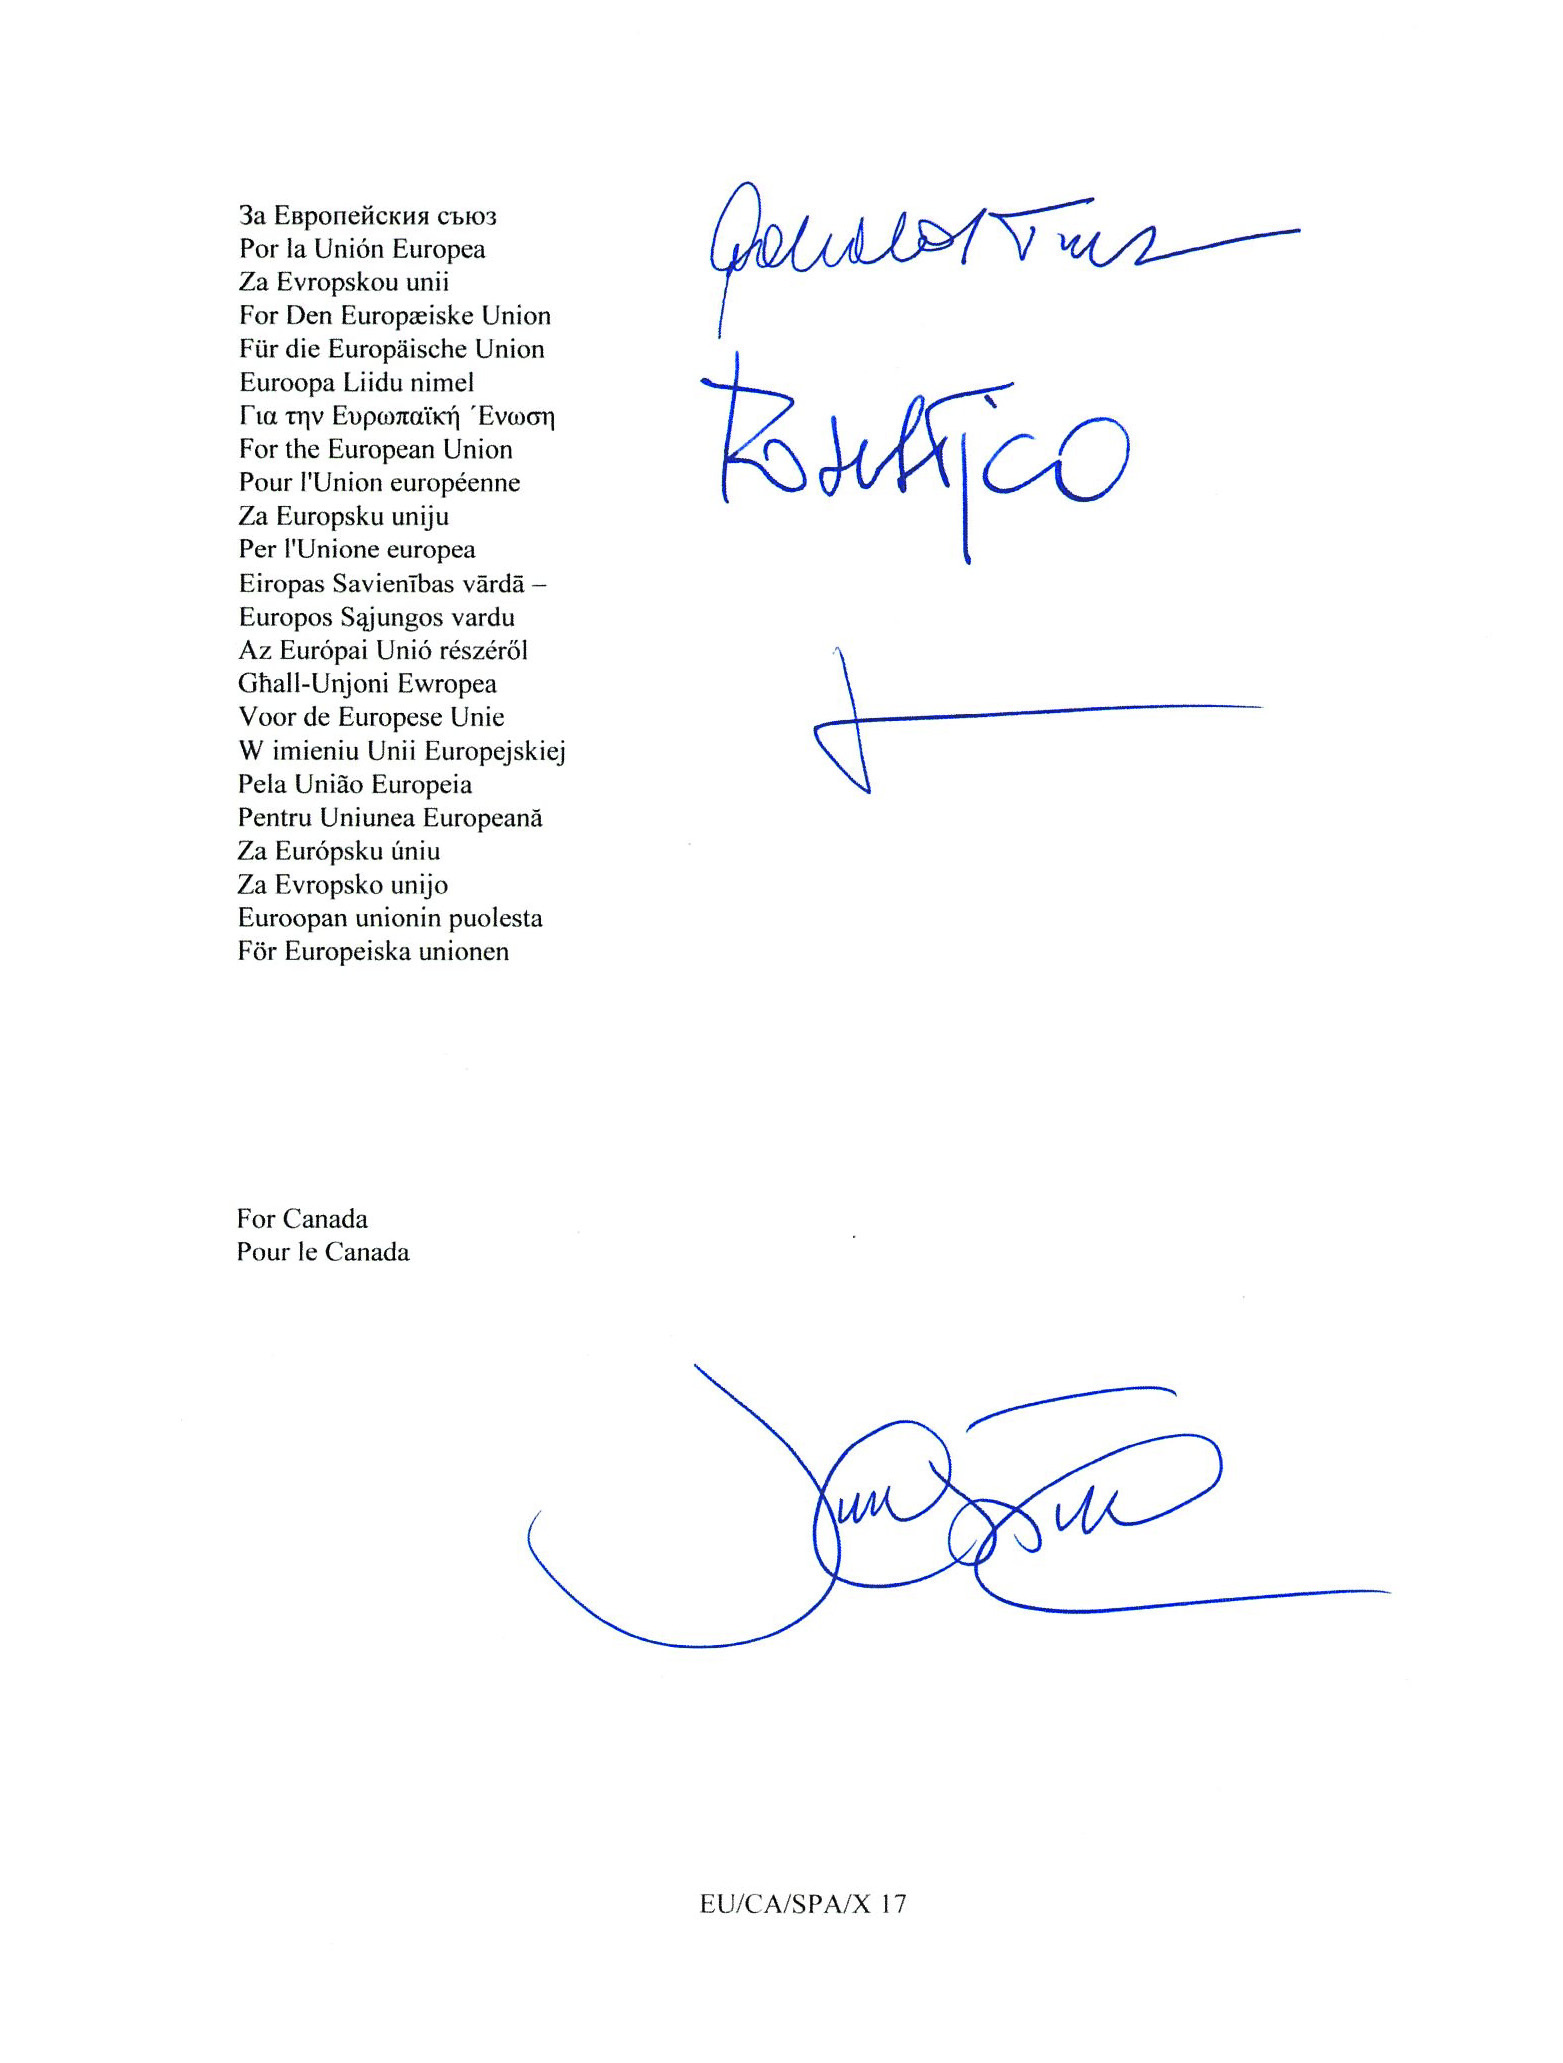 За Европейския съюз
Por la Unión Europea
Za Evropskou unii
For Den Europæiske Union
Für die Europäische Union
Euroopa Liidu nimel
Για την Ευρωπαϊκή Ένωση
For the European Union
Pour l'Union européenne
Za Europsku uniju
Per l'Unione europea
Eiropas Savienības vārdā –
Europos Sąjungos vardu
Az Európai Unió részéről
Għall-Unjoni Ewropea
Voor de Europese Unie
W imieniu Unii Europejskiej
Pela União Europeia
Pentru Uniunea Europeană
Za Európsku úniu
Za Evropsko unijo
Euroopan unionin puolesta
För Europeiska unionen
For Canada
Pour le Canada
EU/CA/SPA/X 17